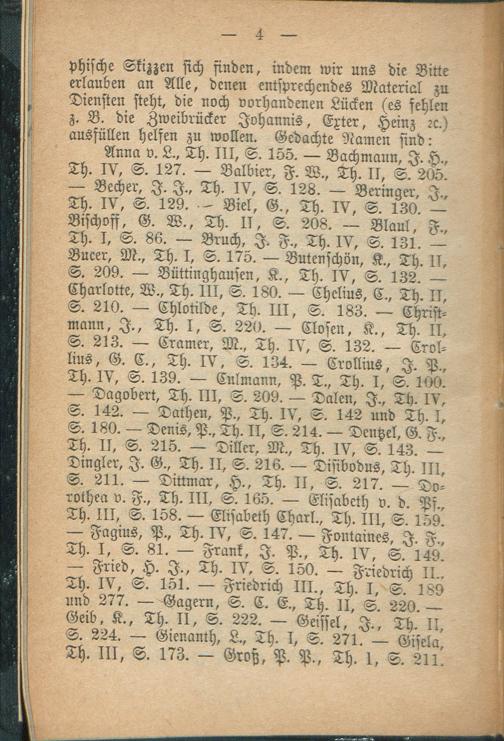 — 4 —
phische Skizzen sich finden, indem wir uns die Bitte
erlauben an Alle, denen entsprechendes Material zu
Diensten steht, die noch vorhandenen Lücken (es fehlen
z. B. die Zweibrücker Johannis, Exter, Heinz ꝛc.)
ausfüllen helfen zu wollen. Gedachte Namen sind:
Anna v. L., Th. III, S. 155. — Bachmann, J. H.,
Th. IV, S. 127. — Balbier, F. W., Th. II, S. 205.
— Becher, J. J., Th. IV, S. 128. — Beringer, J.,
Th. IV, S. 129. — Biel, G., Th. IV, S. 130. —
Bischoff, G. W., Th. II, S. 208. — Blaul, F.,
Th. I, S. 86. — Bruch, J. F., Th. IV, S. 131. —
Bucer, M., Th. I, S. 175. — Butenschön, K., Th. II,
S. 209. — Büttinghausen, K., Th. IV, S. 132. —
Charlotte, W., Th. III, S. 180. — Chelius, C., Th. II,
S. 210. — Chlotilde, Th. III, S. 183. — Christ-
mann, J., Th. I, S. 220. — Closen, K., Th. II,
S. 213. — Cramer, M., Th. IV, S. 132. — Crol-
lius, G. C., Th. IV, S. 134. — Crollius, J. P.,
Th. IV, S. 139. — Culmann, P. T., Th. I, S. 100.
— Dagobert, Th. III, S. 209. — Dalen, J., Th. IV,
S. 142. — Dathen, P., Th. IV, S. 142 und Th. I,
S. 180. — Denis, P., Th. II, S. 214. — Dentzel, G. F.,
Th. II, S. 215. — Diller, M., Th. IV, S. 143. —
Dingler, J. G., Th. II, S. 216. — Disibodus, Th. III,
S. 211. — Dittmar, H., Th. II, S. 217. — Do-
rothea v. F., Th. III, S. 165. — Elisabeth v. d. Pf.,
Th. III, S. 158. — Elisabeth Charl., Th. III, S. 159.
— Fagius, P., Th. IV, S. 147. — Fontaines, J. F.,
Th. I, S. 81. — Frank, J. P., Th. IV, S. 149.
— Fried, H. J., Th. IV, S. 150. — Friedrich II.,
Th. IV, S. 151. — Friedrich III., Th. I, S. 189
und 277. — Gagern, S. C. E., Th. II, S. 220. —
Geib, K., Th. II, S. 222. — Geissel, J., Th. II,
S. 224. — Gienanth, L., Th. I, S. 271. — Gisela,
Th. III, S. 173. — Groß, P. P., Th. 1, S. 211.